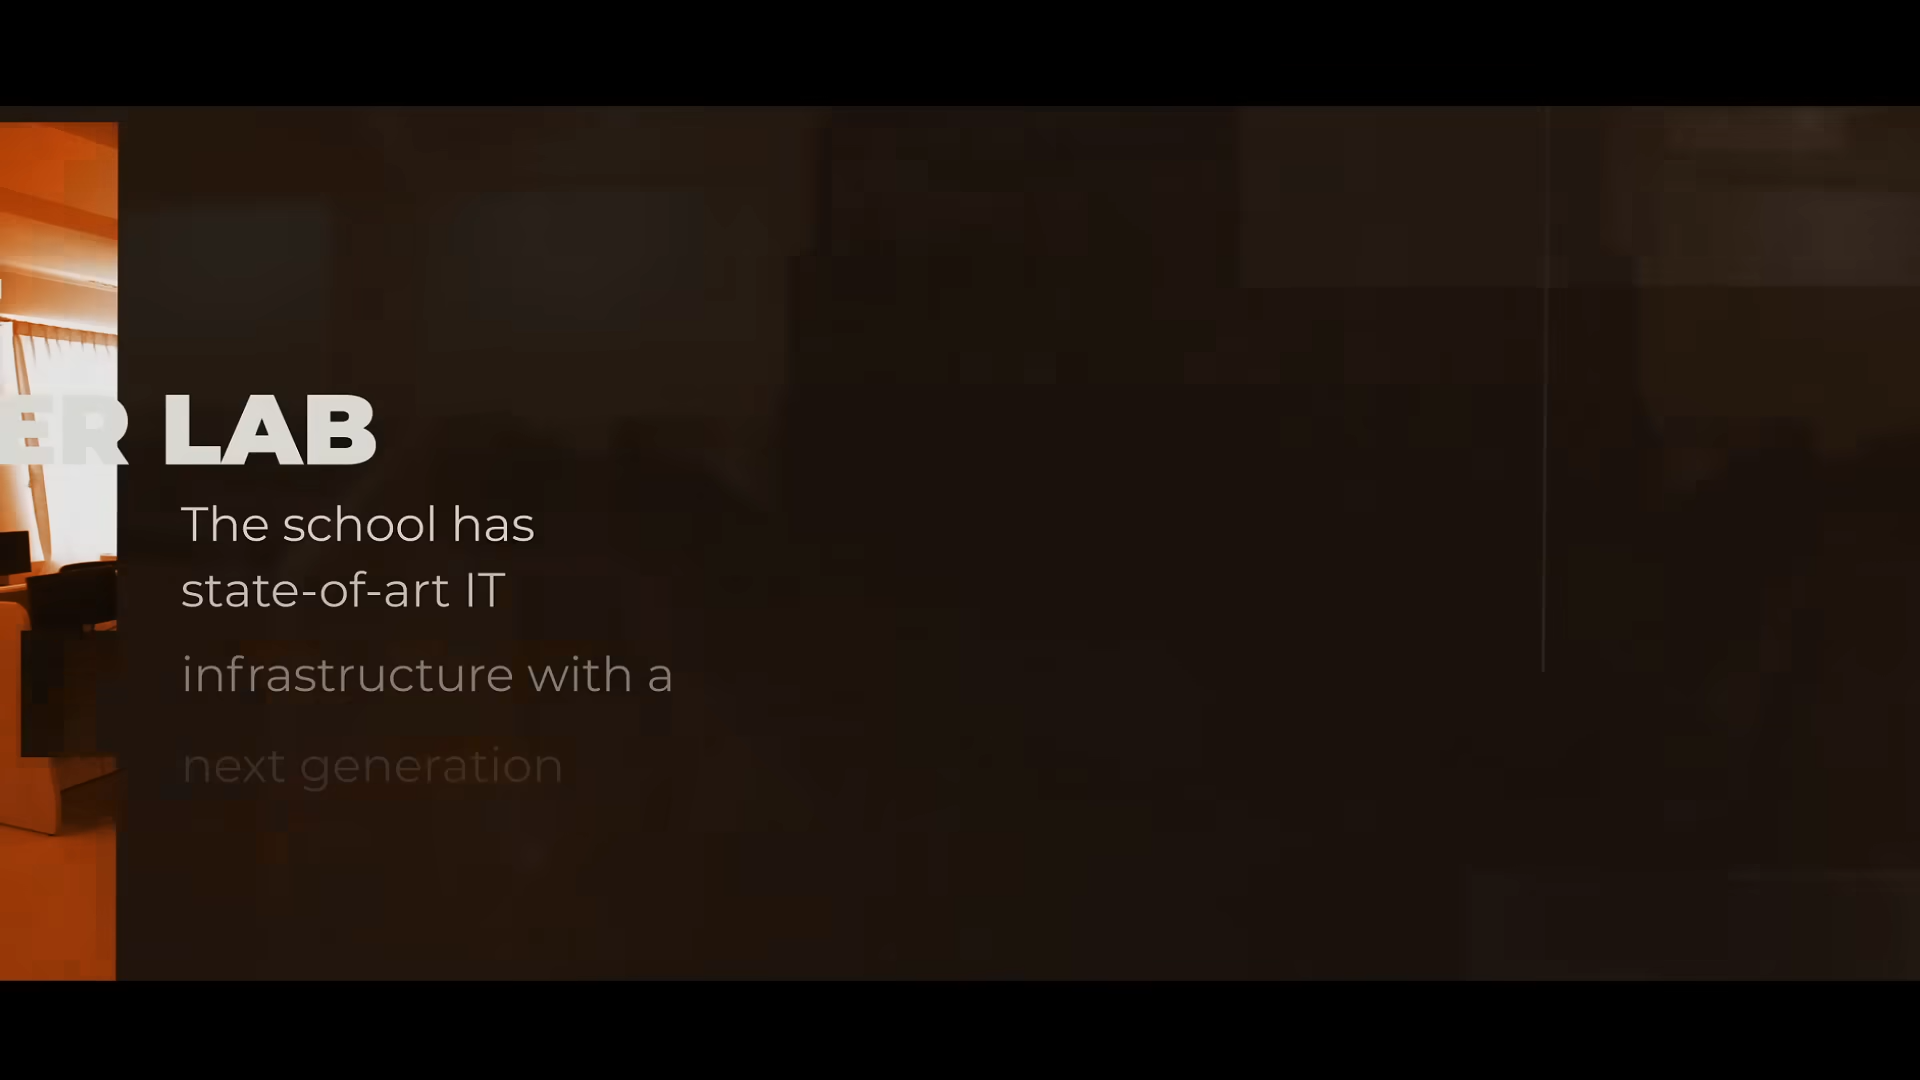 ER LAB
The school has
state-of-art IT
infrastructure with a
next generation